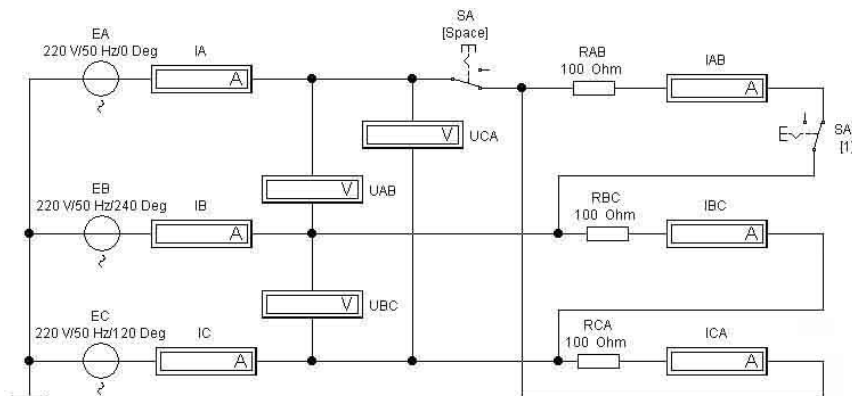 SA
[Space]
EA
220 V/50 Hz/0 Deg
IA
A
RAB
100 Ohm
IAB
A
V
UCA
SA
[1]
V
UAB
EB
220 V/50 Hz/240 Deg
IB
A
RBC
100 Ohm
IBC
A
V
UBC
EC
220 V/50 Hz/120 Deg
IC
A
RCA
100 Ohm
ICA
A